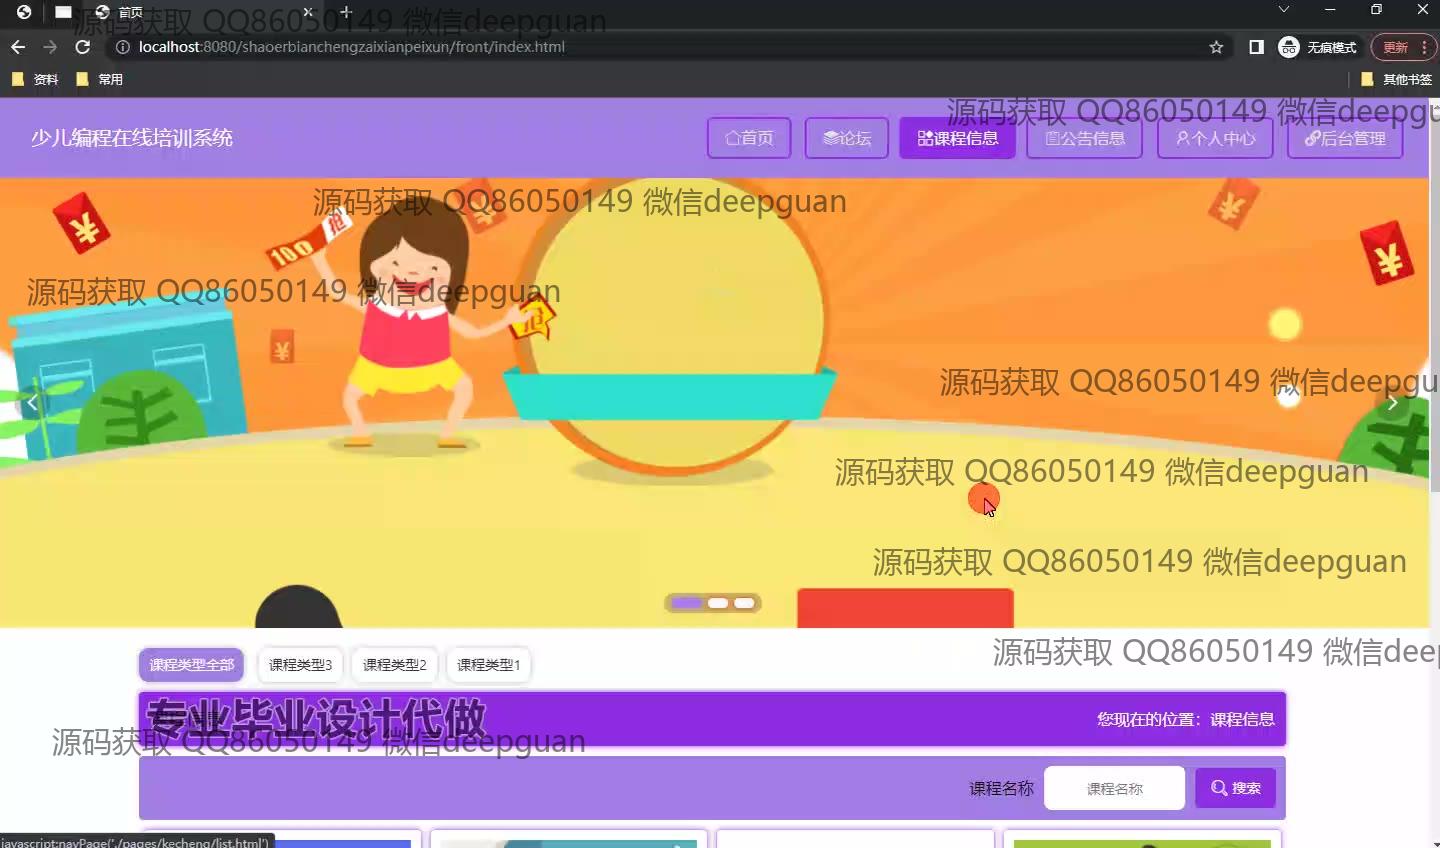 首页
源码获取 QQ86050149 微信deepguan
localhost:8080/shaoerbianchengzaixianpeixun/front/index.html
无痕模式
更新
资料
常用
其他书签
源码获取 QQ86050149 微信deepgu
少儿编程在线培训系统
首页
论坛
课程信息
公告信息
个人中心
后台管理
源码获取 QQ86050149 微信deepguan
100
抢
¥
¥
¥
¥
源码获取 QQ86050149 微信deepguan
抢
¥
源码获取 QQ86050149 微信deepgu
源码获取 QQ86050149 微信deepguan
源码获取 QQ86050149 微信deepguan
源码获取 QQ86050149 微信deep
课程类型全部
课程类型3
课程类型2
课程类型1
专业毕业设计代做
您现在的位置：课程信息
源码获取 QQ86050149 微信deepguan
课程名称
课程名称
搜索
javascript:navPage('./pages/kecheng/list.html')